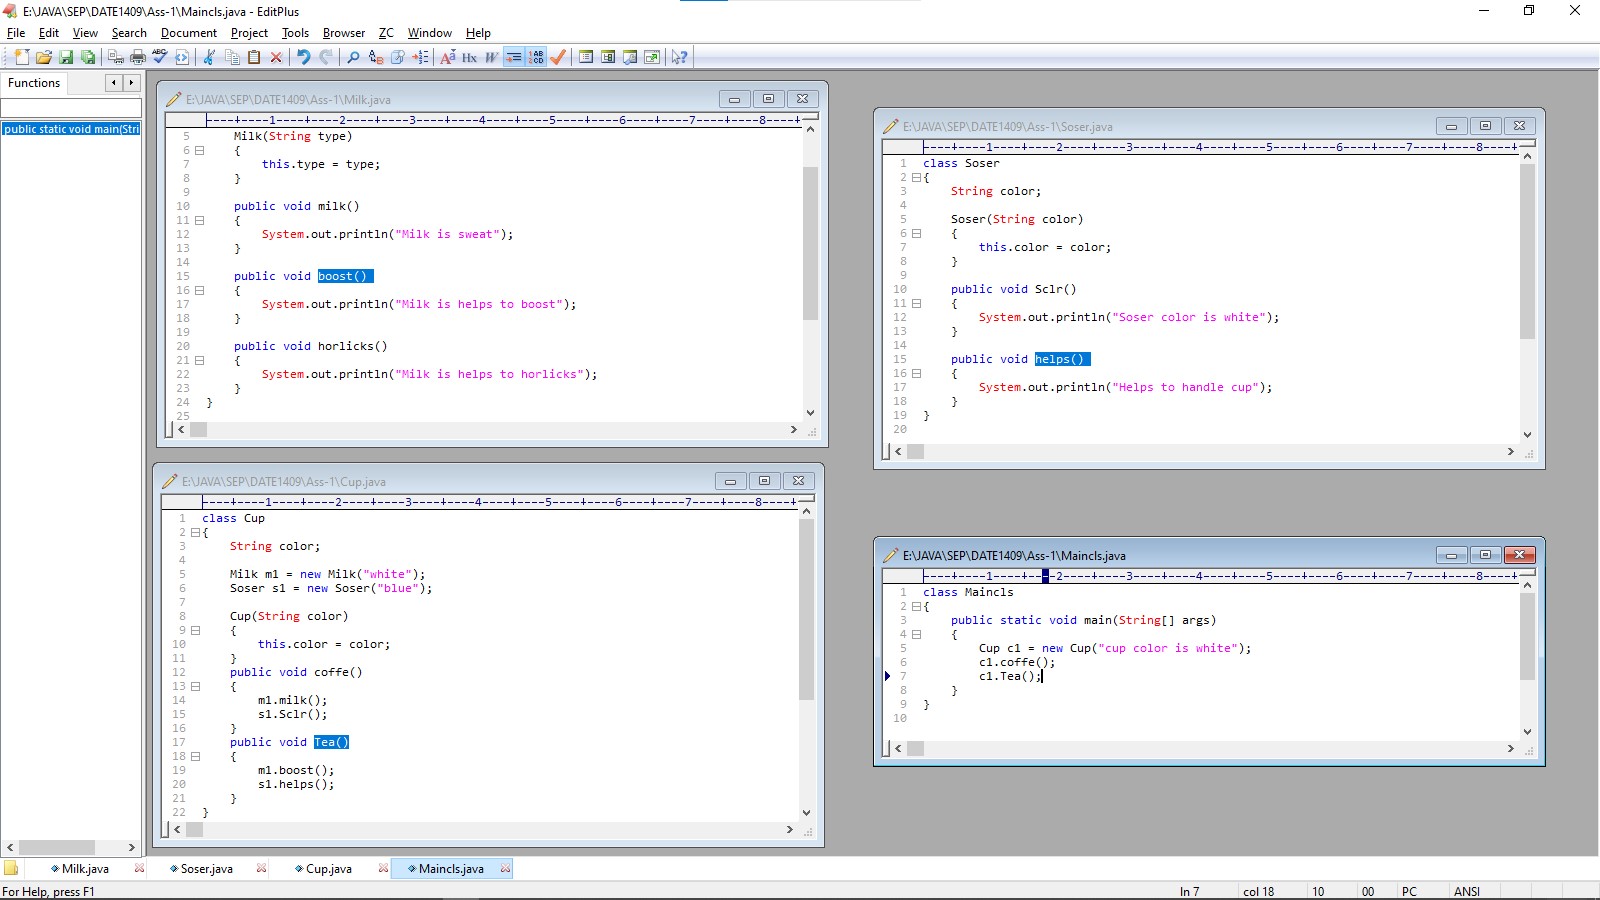 E:\JAVA\SEP\DATE1409\Ass-1\Maincls.java - EditPlus
File Edit View Search Document Project Tools Browser ZC Window Help
Functions
public static void main(Stri
E:\JAVA\SEP\DATE1409\Ass-1\Milk.java
----+----1----+----2----+----3----+----4----+----5----+----6----+----7----+----8----+
5 Milk(String type)
6 {
7 this.type = type;
8 }
9
10 public void milk()
11 {
12 System.out.println("Milk is sweat");
13 }
14
15 public void boost()
16 {
17 System.out.println("Milk is helps to boost");
18 }
19
20 public void horlicks()
21 {
22 System.out.println("Milk is helps to horlicks");
23 }
24 }
25
E:\JAVA\SEP\DATE1409\Ass-1\Soser.java
----+----1----+----2----+----3----+----4----+----5----+----6----+----7----+----8----+
1 class Soser
2 {
3 String color;
4
5 Soser(String color)
6 {
7 this.color = color;
8 }
9
10 public void Sclr()
11 {
12 System.out.println("Soser color is white");
13 }
14
15 public void helps()
16 {
17 System.out.println("Helps to handle cup");
18 }
19 }
20
E:\JAVA\SEP\DATE1409\Ass-1\Cup.java
----+----1----+----2----+----3----+----4----+----5----+----6----+----7----+----8----+
1 class Cup
2 {
3 String color;
4
5 Milk m1 = new Milk("white");
6 Soser s1 = new Soser("blue");
7
8 Cup(String color)
9 {
10 this.color = color;
11 }
12 public void coffe()
13 {
14 m1.milk();
15 s1.Sclr();
16 }
17 public void Tea()
18 {
19 m1.boost();
20 s1.helps();
21 }
22 }
E:\JAVA\SEP\DATE1409\Ass-1\Maincls.java
----+----1----+----2----+----3----+----4----+----5----+----6----+----7----+----8----+
1 class Maincls
2 {
3 public static void main(String[] args)
4 {
5 Cup c1 = new Cup("cup color is white");
6 c1.coffe();
7 c1.Tea();
8 }
9 }
10
Milk.java Soser.java Cup.java Maincls.java
For Help, press F1 ln 7 col 18 10 00 PC ANSI